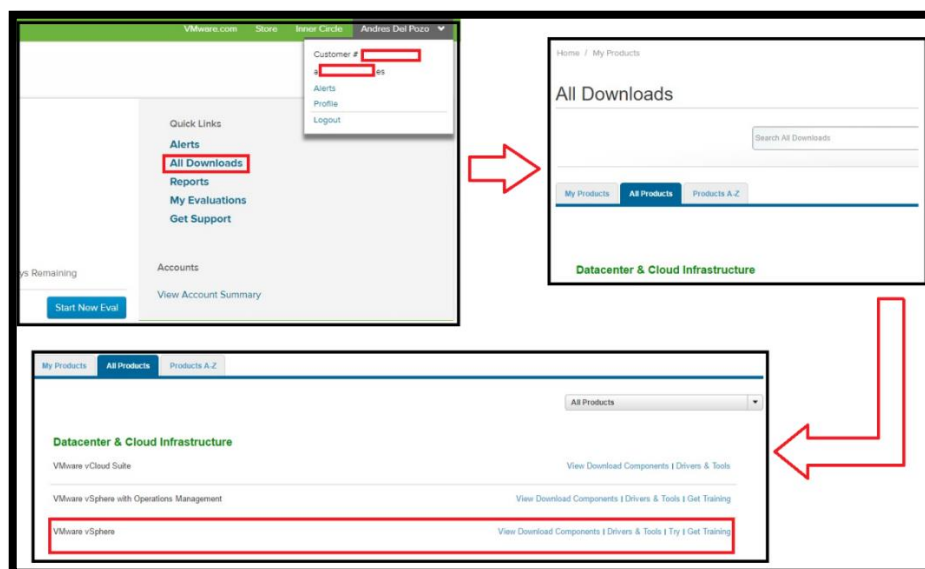 VMware.com Store Inner Circle Andres Del Pozo
Customer #
a es
Alerts
Profile
Logout
Quick Links
Alerts
All Downloads
Reports
My Evaluations
Get Support
ys Remaining
Start Now Eval
Accounts
View Account Summary
Home / My Products
All Downloads
Search All Downloads
My Products All Products Products A-Z
Datacenter & Cloud Infrastructure
My Products All Products Products A-Z
All Products
Datacenter & Cloud Infrastructure
VMware vCloud Suite View Download Components | Drivers & Tools
VMware vSphere with Operations Management View Download Components | Drivers & Tools | Get Training
VMware vSphere View Download Components | Drivers & Tools | Try | Get Training